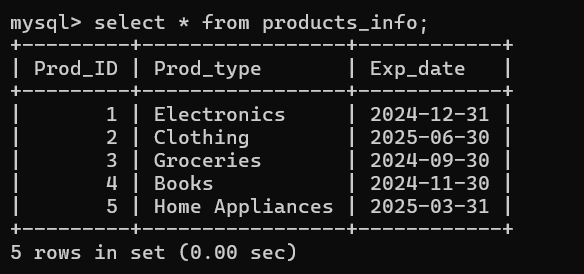 mysql> select * from products_info;
+---------+-----------------+------------+
| Prod_ID | Prod_type       | Exp_date   |
+---------+-----------------+------------+
|       1 | Electronics     | 2024-12-31 |
|       2 | Clothing        | 2025-06-30 |
|       3 | Groceries       | 2024-09-30 |
|       4 | Books           | 2024-11-30 |
|       5 | Home Appliances | 2025-03-31 |
+---------+-----------------+------------+
5 rows in set (0.00 sec)